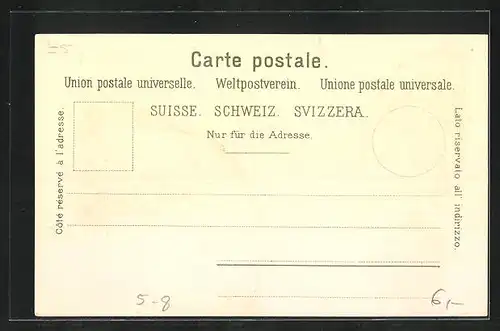 Carte postale.
Union postale universelle. Weltpostverein. Unione postale universale.
SUISSE. SCHWEIZ. SVIZZERA.
Nur für die Adresse.
Côté réservé à l'adresse.
Lato riservato all' indirizzo.
5-8
6,-